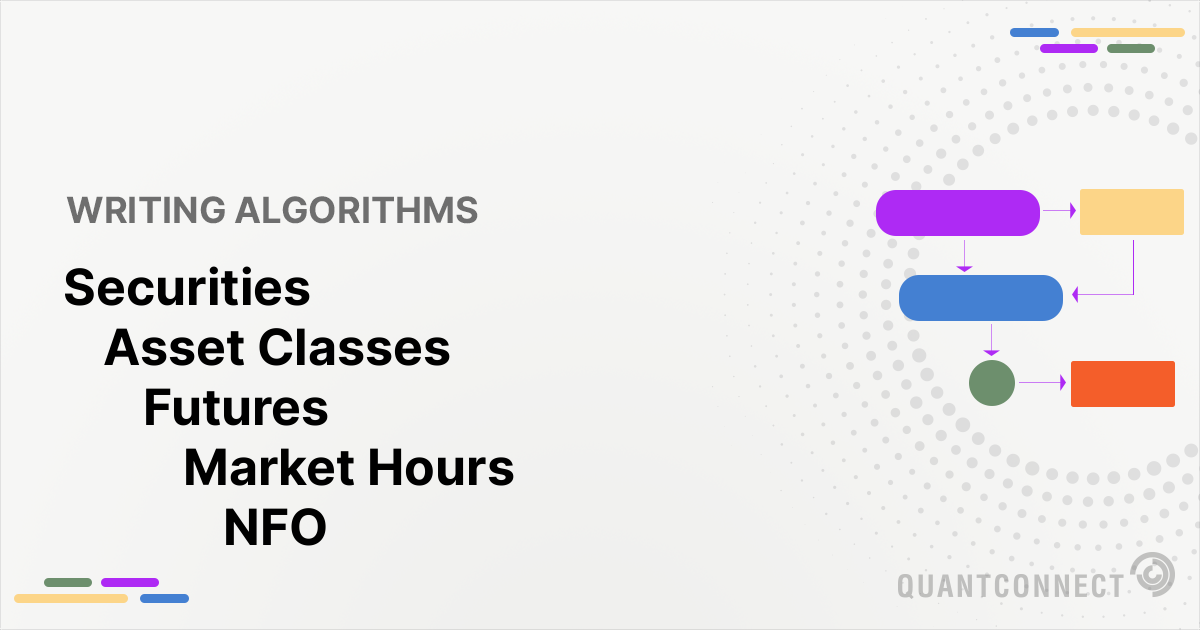 WRITING ALGORITHMS
Securities
Asset Classes
Futures
Market Hours
NFO
QUANTCONNECT